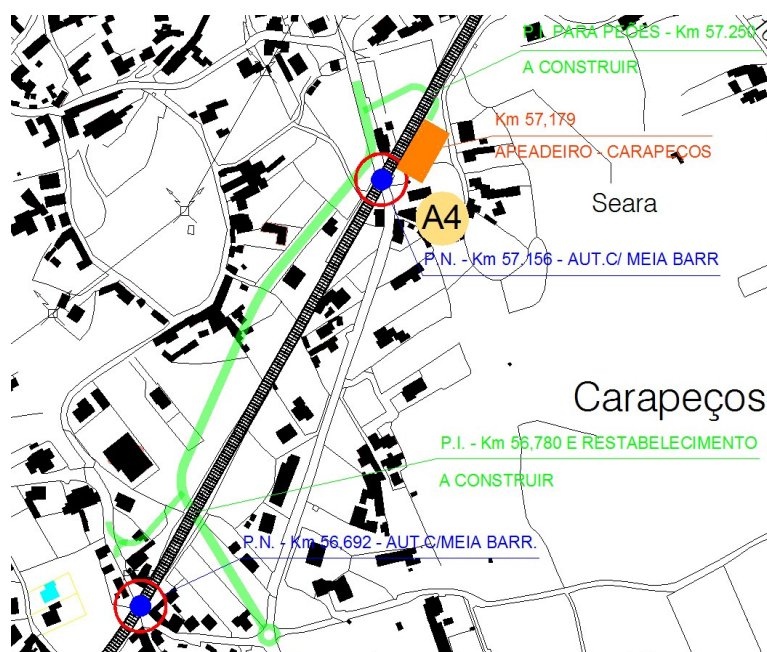 P.I. PARA PEÕES - Km 57.250
A CONSTRUIR
Km 57,179
APEADEIRO - CARAPEÇOS
Seara
A4
P.N. - Km 57.156 - AUT.C/ MEIA BARR
Carapeços
P.I. - Km 56,780 E RESTABELECIMENTO
A CONSTRUIR
P.N. - Km 56.692 - AUT.C/MEIA BARR.